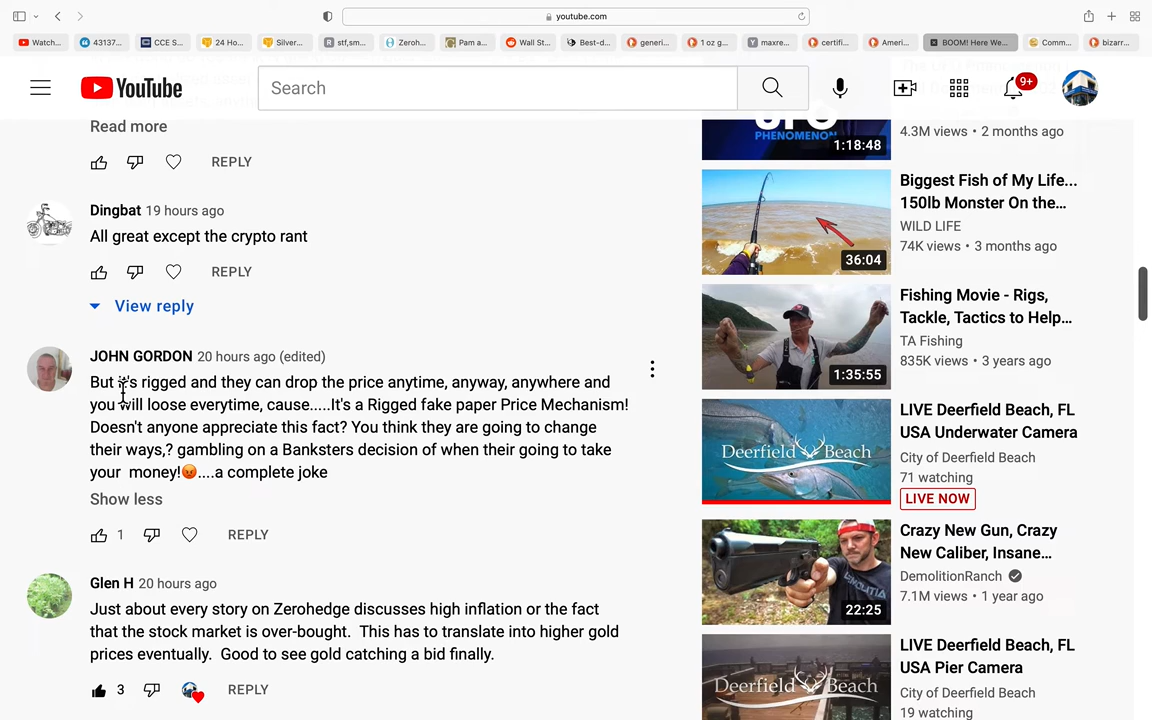 youtube.com
Watch...
43137...
CCE S...
24 Ho...
Silver...
stf,sm...
Zeroh...
Pam a...
Wall St...
Best-d...
generi...
1 oz g...
maxre...
certifi...
Ameri...
BOOM! Here We...
Comm...
bizarr...
YouTube
Search
9+
Read more
REPLY
Dingbat 19 hours ago
All great except the crypto rant
REPLY
View reply
JOHN GORDON 20 hours ago (edited)
But it's rigged and they can drop the price anytime, anyway, anywhere and
you will loose everytime, cause.....It's a Rigged fake paper Price Mechanism!
Doesn't anyone appreciate this fact? You think they are going to change
their ways,? gambling on a Banksters decision of when their going to take
your  money!😡....a complete joke
Show less
1 REPLY
Glen H 20 hours ago
Just about every story on Zerohedge discusses high inflation or the fact
that the stock market is over-bought.  This has to translate into higher gold
prices eventually.  Good to see gold catching a bid finally.
3 REPLY
PHENOMENON
1:18:48
4.3M views • 2 months ago
36:04
Biggest Fish of My Life...
150lb Monster On the...
WILD LIFE
74K views • 3 months ago
1:35:55
Fishing Movie - Rigs,
Tackle, Tactics to Help...
TA Fishing
835K views • 3 years ago
Deerfield Beach
LIVE Deerfield Beach, FL
USA Underwater Camera
City of Deerfield Beach
71 watching
LIVE NOW
22:25
Crazy New Gun, Crazy
New Caliber, Insane...
DemolitionRanch
7.1M views • 1 year ago
Deerfield Beach
LIVE Deerfield Beach, FL
USA Pier Camera
City of Deerfield Beach
19 watching